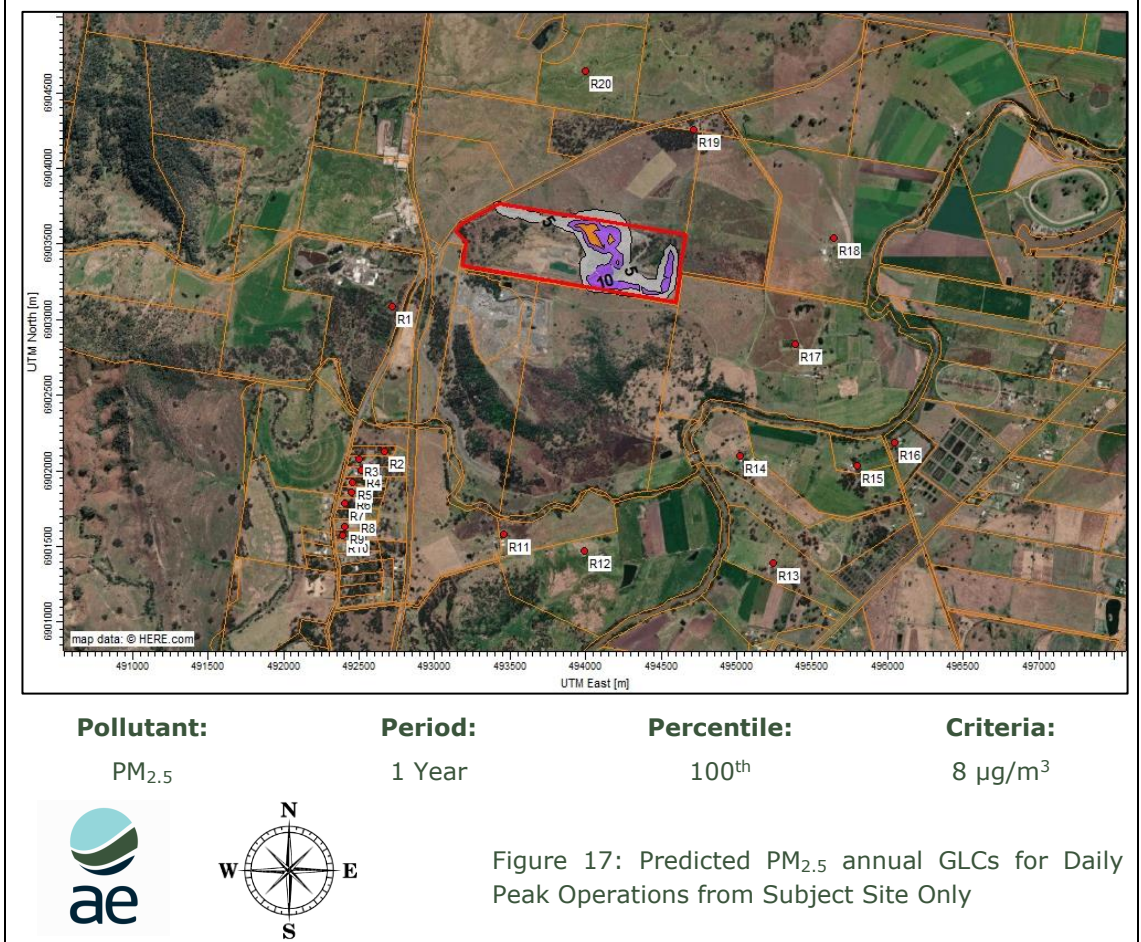 R20
R19
5
R18
5
10
R1
R17
R2
R16
R3
R14
R4
R15
R5
R6
R7
R8
R9
R10
R11
R12
R13
map data: © HERE.com
UTM North [m]
6904500
6904000
6903500
6903000
6902500
6902000
6901500
6901000
491000 491500 492000 492500 493000 493500 494000 494500 495000 495500 496000 496500 497000
UTM East [m]
Pollutant: Period: Percentile: Criteria:
PM2.5 1 Year 100th 8 µg/m³
ae
N
W E
S
Figure 17: Predicted PM2.5 annual GLCs for Daily
Peak Operations from Subject Site Only